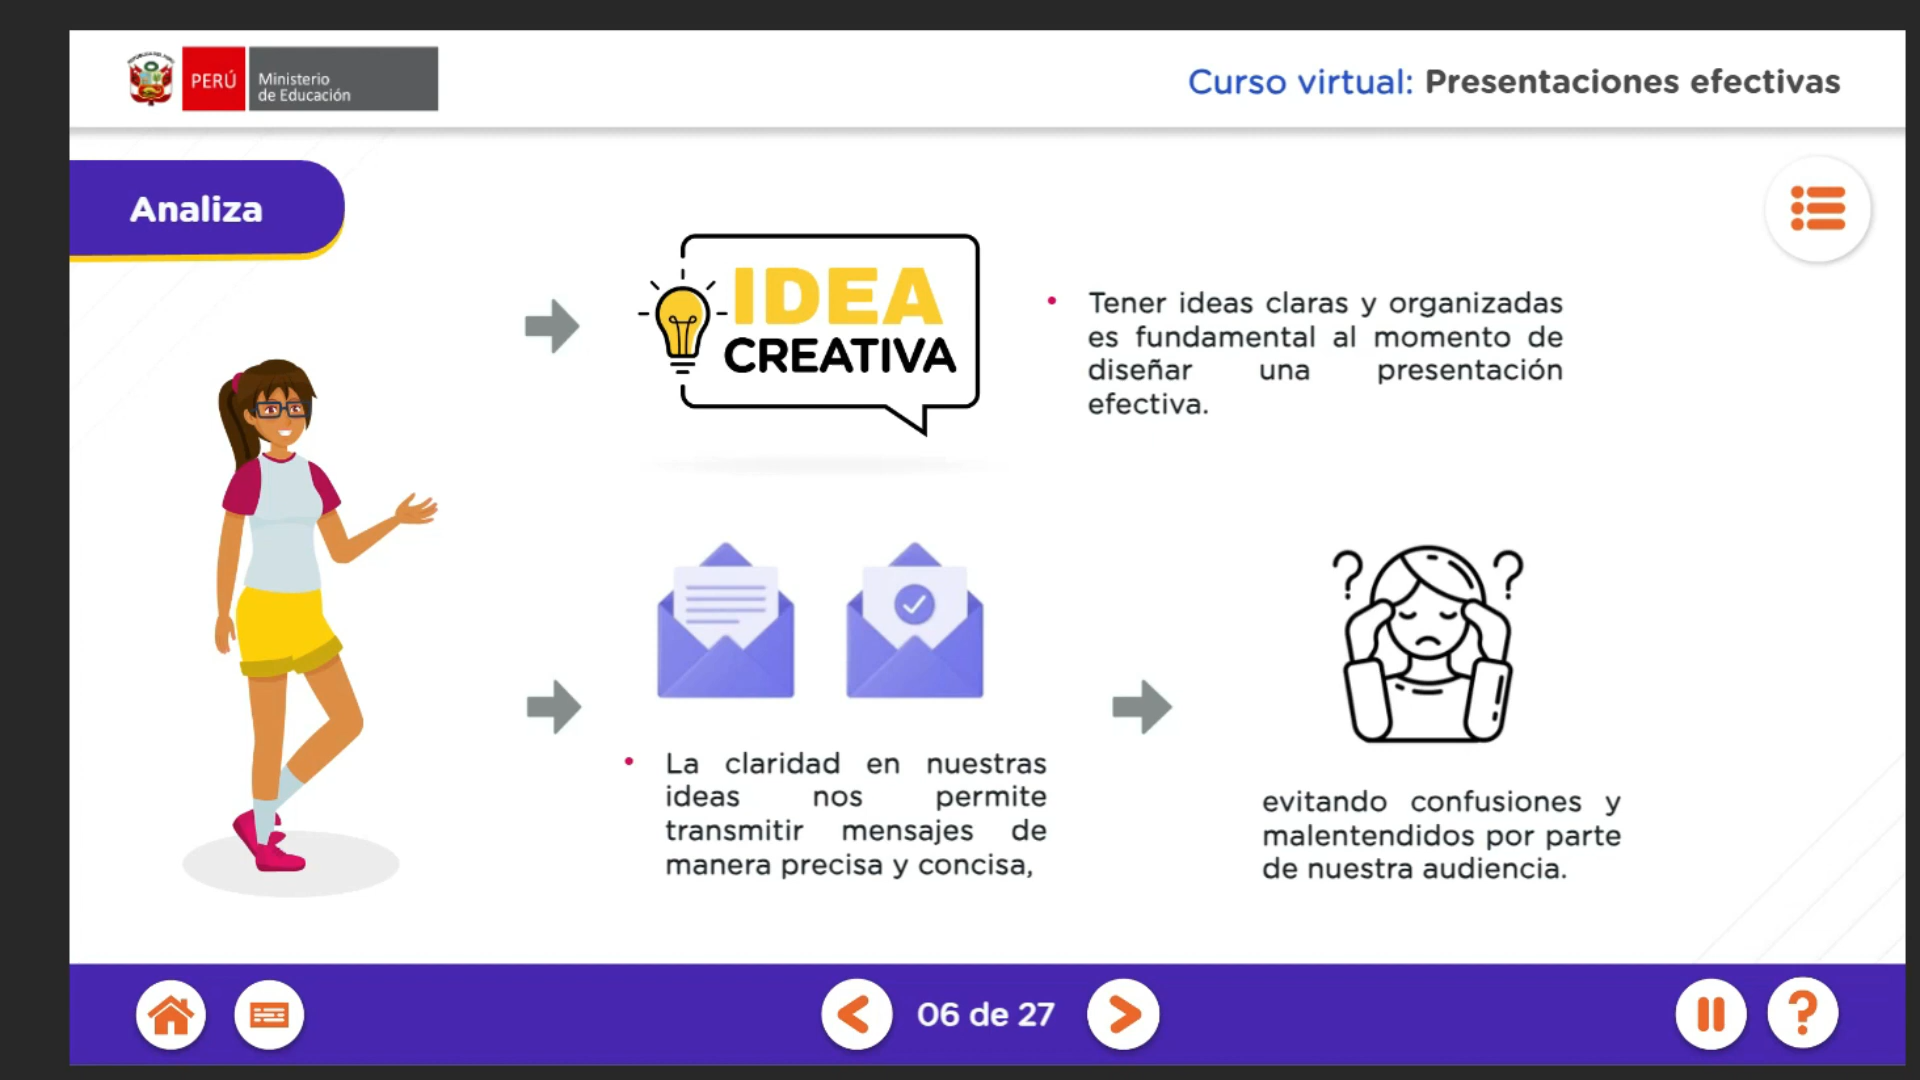 PERÚ
Ministerio
de Educación
Curso virtual: Presentaciones efectivas
Analiza
IDEA
CREATIVA
• Tener ideas claras y organizadas
es fundamental al momento de
diseñar una presentación
efectiva.
• La claridad en nuestras
ideas nos permite
transmitir mensajes de
manera precisa y concisa,
? ?
evitando confusiones y
malentendidos por parte
de nuestra audiencia.
06 de 27
?